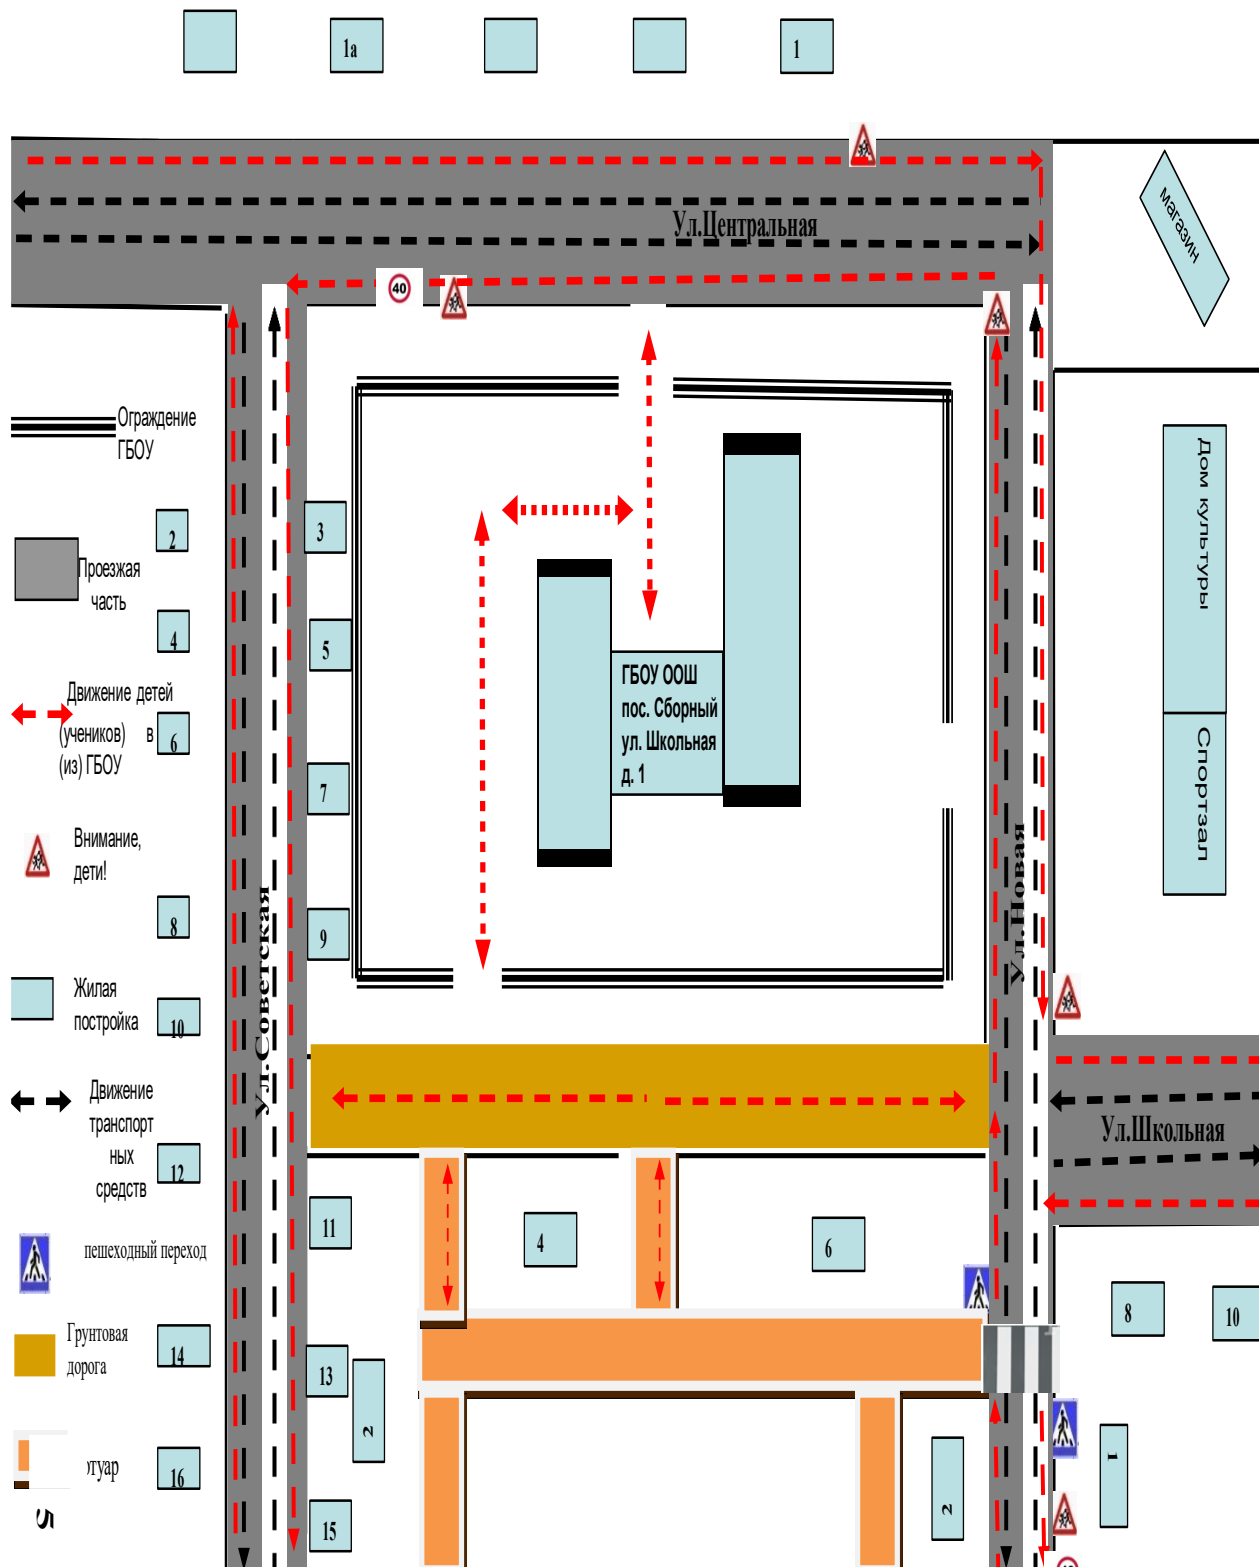 1а
1
Ул.Центральная
магазин
40
Ограждение
ГБОУ
2
3
Проезжая
часть
4
5
Движение детей
(учеников) в
(из) ГБОУ
6
7
ГБОУ ООШ
пос. Сборный
ул. Школьная
д. 1
Дом культуры
Спортзал
Внимание,
дети!
8
9
Ул.Советская
Ул.Новая
Жилая
постройка
10
Движение
транспорт
ных
средств
Ул.Школьная
12
11
4
6
пешеходный переход
8
10
Грунтовая
дорога
14
13
2
16
2
1
15
5